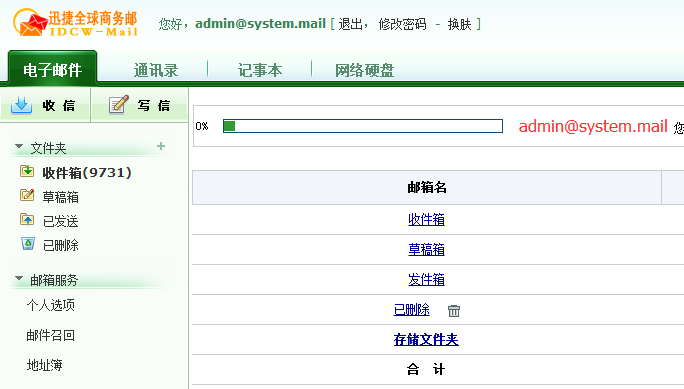 迅捷全球商务邮
IDCW-Mail
您好，admin@system.mail [ 退出， 修改密码 - 换肤 ]
电子邮件 通讯录 记事本 网络硬盘
收 信 写 信
0% admin@system.mail 您
文件夹 +
收件箱(9731)
草稿箱
已发送
已删除
邮箱服务
个人选项
邮件召回
地址簿
邮箱名
收件箱
草稿箱
发件箱
已删除
存储文件夹
合 计